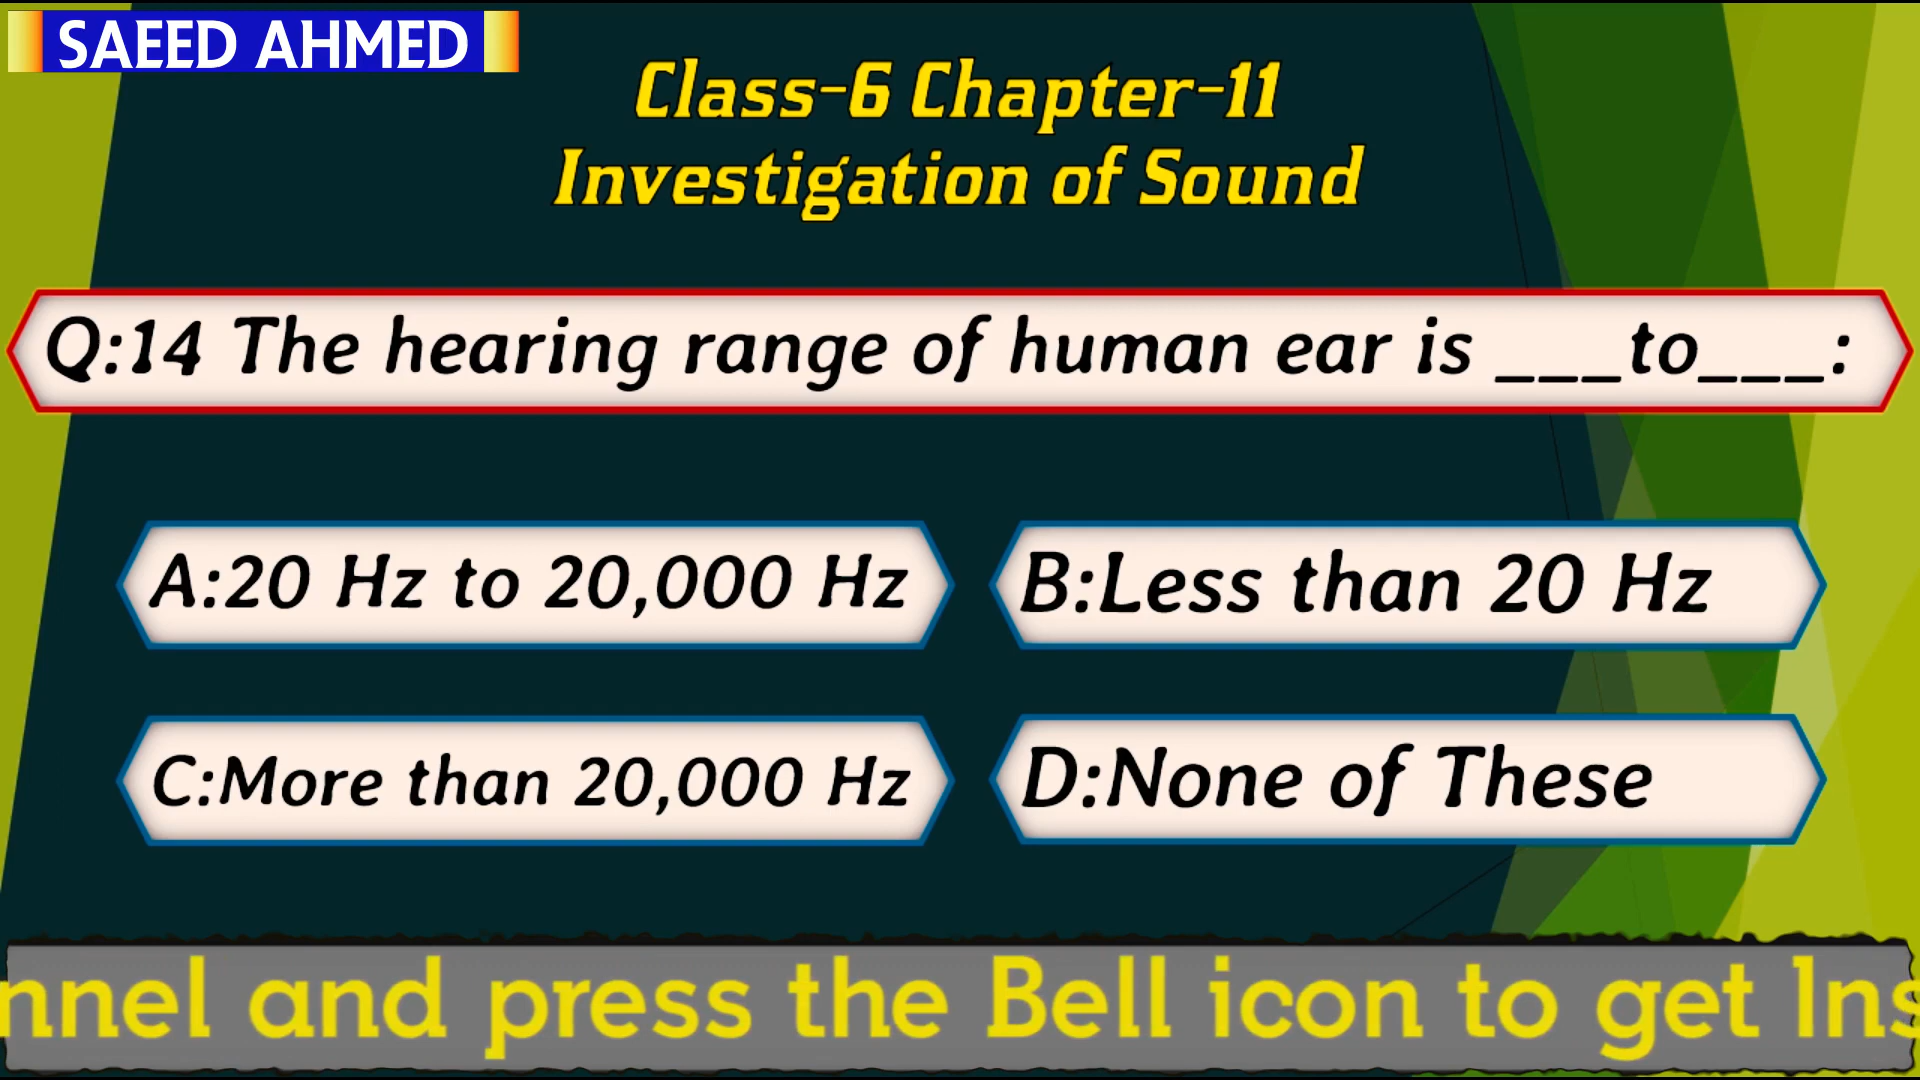 SAEED AHMED
Class-6 Chapter-11
Investigation of Sound
Q:14 The hearing range of human ear is ___to___:
A:20 Hz to 20,000 Hz
B:Less than 20 Hz
C:More than 20,000 Hz
D:None of These
nnel and press the Bell icon to get Ins